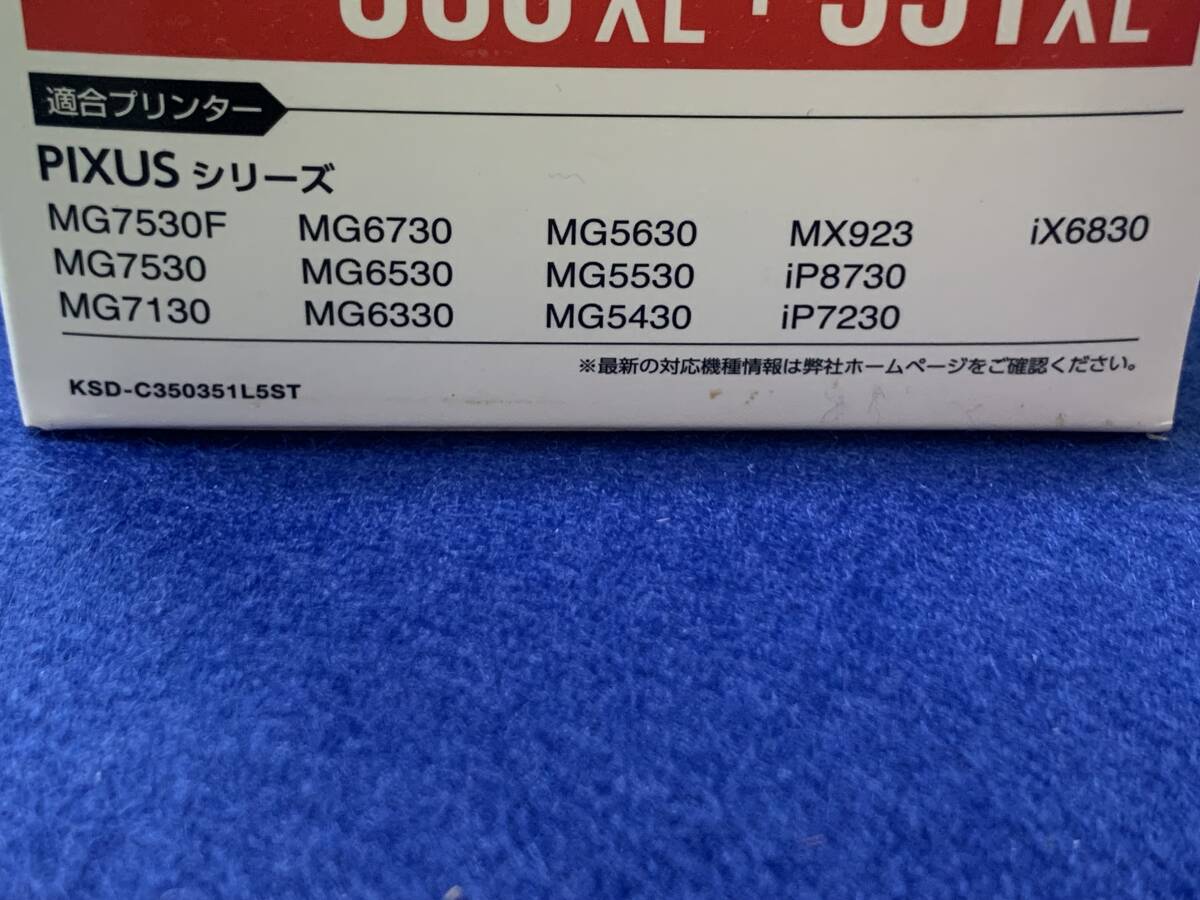 XL・351XL
適合プリンター
PIXUS シリーズ
MG7530F MG6730 MG5630 MX923 iX6830
MG7530 MG6530 MG5530 iP8730
MG7130 MG6330 MG5430 iP7230
※最新の対応機種情報は弊社ホームページをご確認ください。
KSD-C350351L5ST